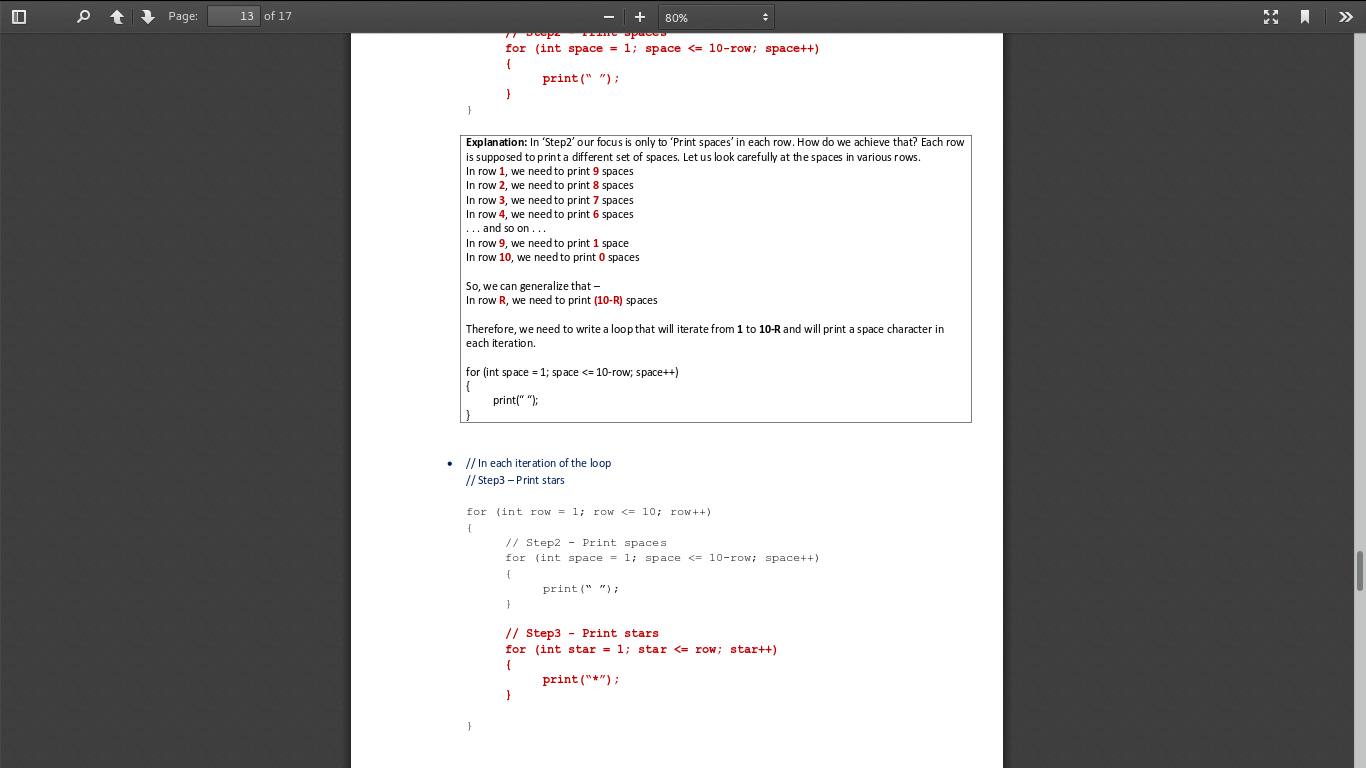 Page: 13 of 17 80%
// Step2 - Print spaces
for (int space = 1; space <= 10-row; space++)
{
print(“ ”);
}
}
Explanation: In ‘Step2’ our focus is only to ‘Print spaces’ in each row. How do we achieve that? Each row
is supposed to print a different set of spaces. Let us look carefully at the spaces in various rows.
In row 1, we need to print 9 spaces
In row 2, we need to print 8 spaces
In row 3, we need to print 7 spaces
In row 4, we need to print 6 spaces
. . . and so on . . .
In row 9, we need to print 1 space
In row 10, we need to print 0 spaces
So, we can generalize that –
In row R, we need to print (10-R) spaces
Therefore, we need to write a loop that will iterate from 1 to 10-R and will print a space character in
each iteration.
for (int space = 1; space <= 10-row; space++)
{
print(“ “);
}
• // In each iteration of the loop
// Step3 – Print stars
for (int row = 1; row <= 10; row++)
{
// Step2 - Print spaces
for (int space = 1; space <= 10-row; space++)
{
print(“ ”);
}
// Step3 - Print stars
for (int star = 1; star <= row; star++)
{
print(“*”);
}
}